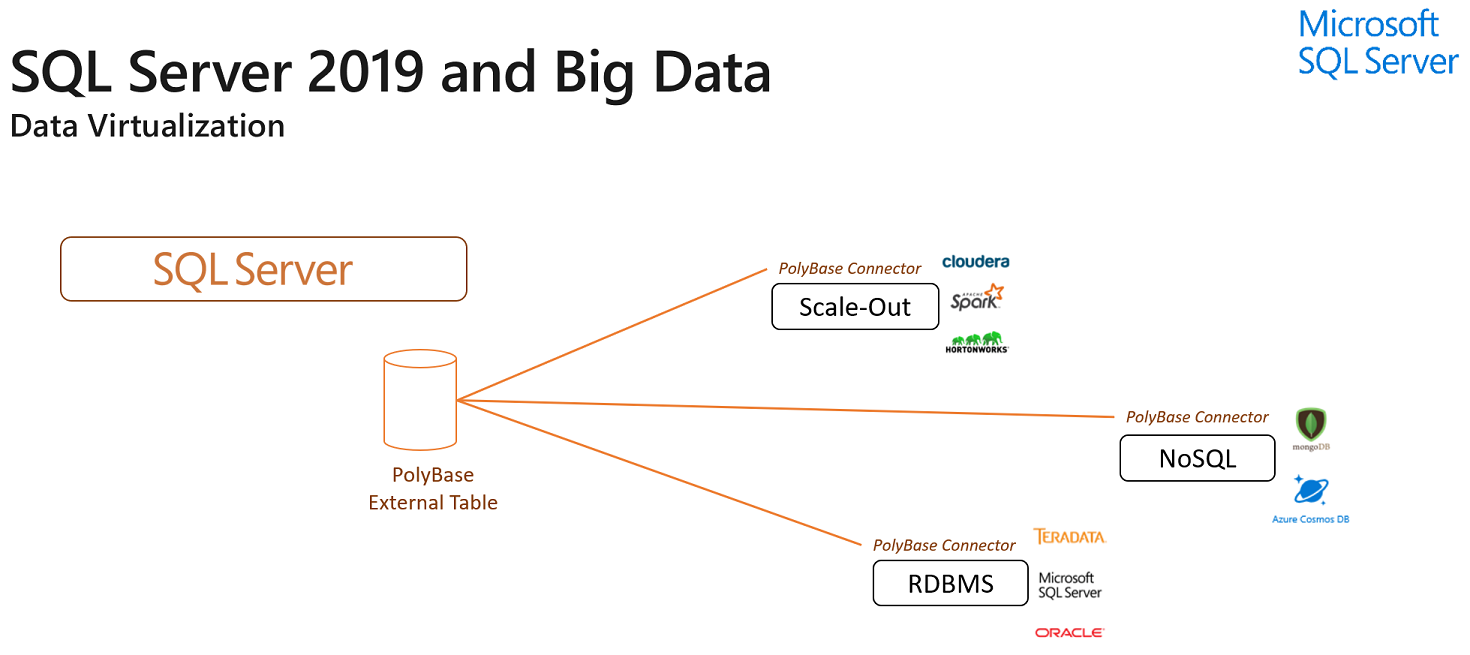 Microsoft
SQL Server
SQL Server 2019 and Big Data
Data Virtualization
SQL Server
PolyBase Connector
cloudera
Scale-Out
APACHE
Spark
HORTONWORKS
PolyBase
External Table
PolyBase Connector
mongoDB
NoSQL
Azure Cosmos DB
PolyBase Connector
TERADATA
RDBMS
Microsoft
SQL Server
ORACLE